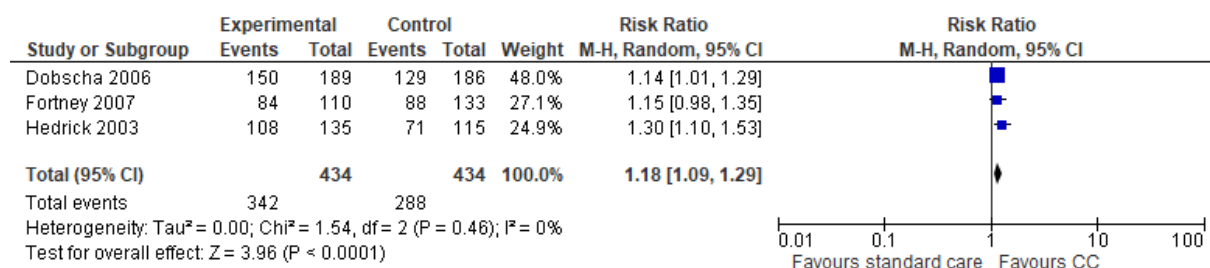 Experimental Control Risk Ratio Risk Ratio
Study or Subgroup Events Total Events Total Weight M-H, Random, 95% CI M-H, Random, 95% CI
Dobscha 2006 150 189 129 186 48.0% 1.14 [1.01, 1.29]
Fortney 2007 84 110 88 133 27.1% 1.15 [0.98, 1.35]
Hedrick 2003 108 135 71 115 24.9% 1.30 [1.10, 1.53]
Total (95% CI) 434 434 100.0% 1.18 [1.09, 1.29]
Total events 342 288
Heterogeneity: Tau² = 0.00; Chi² = 1.54, df = 2 (P = 0.46); I² = 0%
Test for overall effect: Z = 3.96 (P < 0.0001)
0.01 0.1 1 10 100
Favours standard care Favours CC